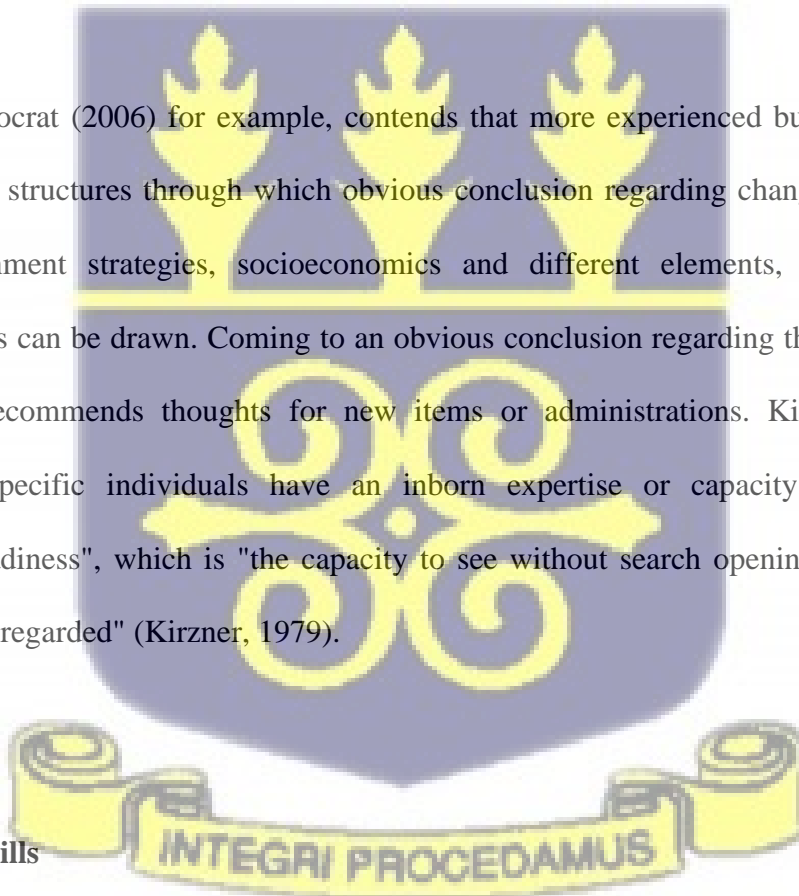 ocrat (2006) for example, contends that more experienced bu
structures through which obvious conclusion regarding chan
nment strategies, socioeconomics and different elements,
s can be drawn. Coming to an obvious conclusion regarding th
ecommends thoughts for new items or administrations. Ki
pecific individuals have an inborn expertise or capacity
diness", which is "the capacity to see without search openin
regarded" (Kirzner, 1979).
ills
INTEGRI PROCEDAMUS